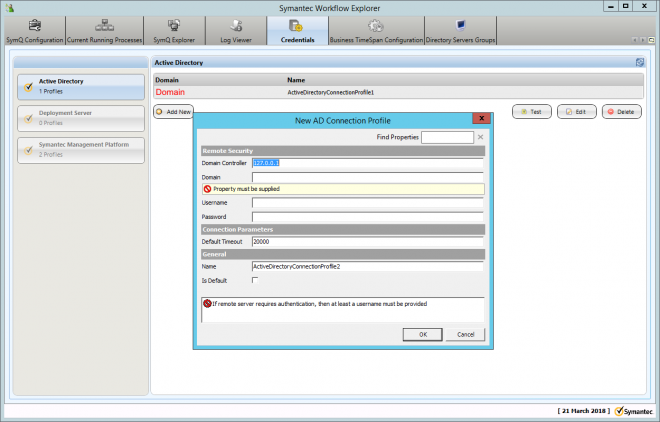 Symantec Workflow Explorer
SymQ Configuration Current Running Processes SymQ Explorer Log Viewer Credentials Business TimeSpan Configuration Directory Servers Groups
Active Directory
1 Profiles
Deployment Server
0 Profiles
Symantec Management Platform
2 Profiles
Active Directory
Domain Name
Domain ActiveDirectoryConnectionProfile1
Add New Test Edit Delete
New AD Connection Profile
Find Properties
Remote Security
Domain Controller 127.0.0.1
Domain
Property must be supplied
Username
Password
Connection Parameters
Default Timeout 20000
General
Name ActiveDirectoryConnectionProfile2
Is Default
If remote server requires authentication, then at least a username must be provided
OK Cancel
[ 21 March 2018 ] Symantec